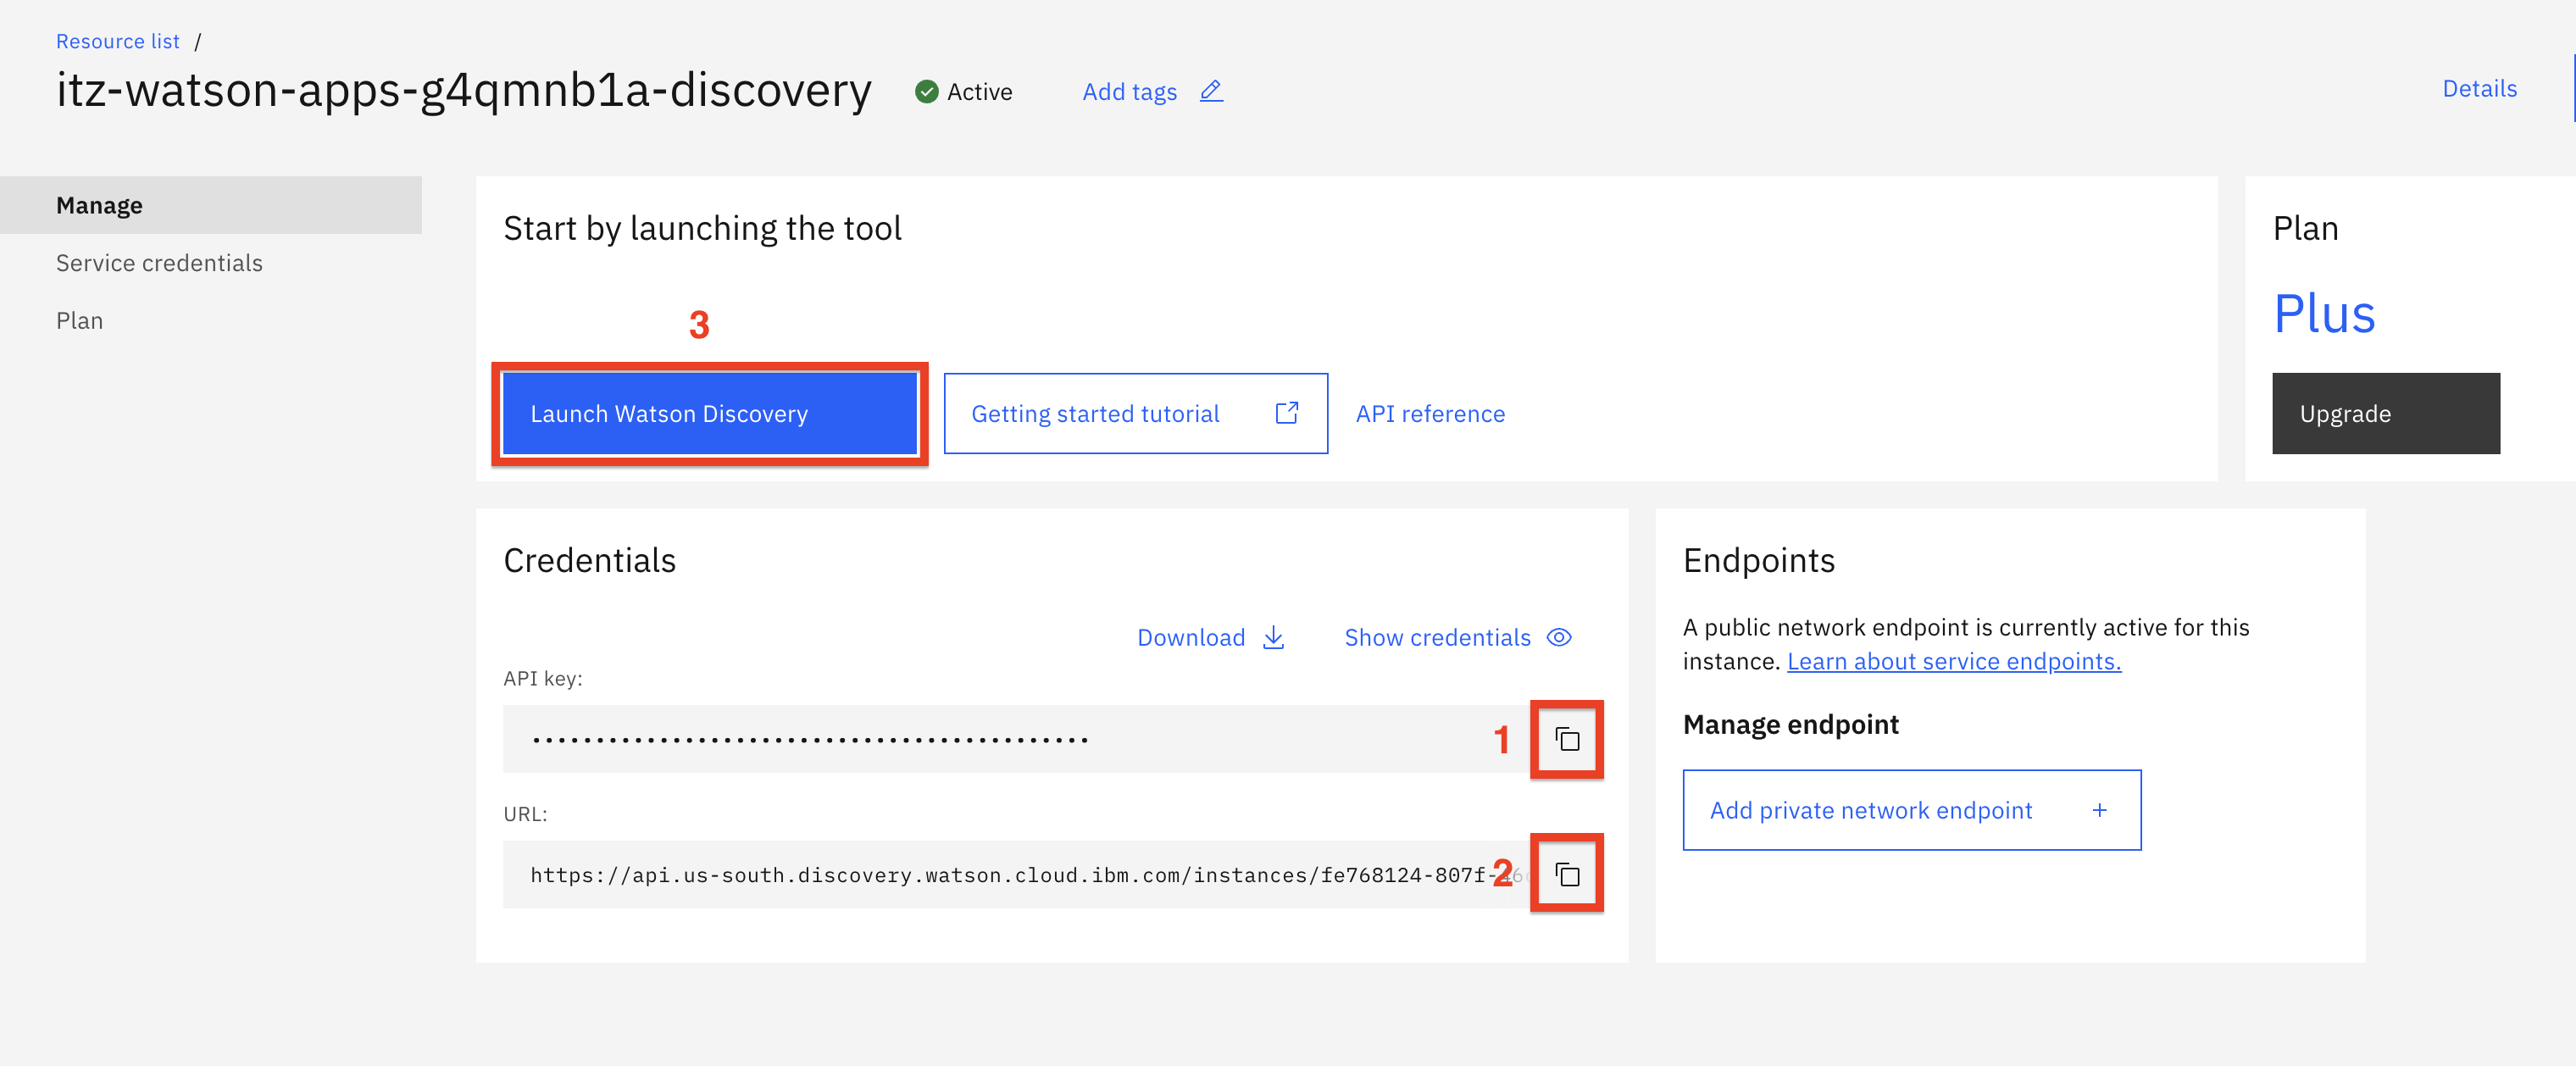 Resource list /
itz-watson-apps-g4qmnb1a-discovery Active Add tags Details
Manage
Service credentials
Plan
Start by launching the tool
3
Launch Watson Discovery Getting started tutorial API reference
Plan
Plus
Upgrade
Credentials
Download Show credentials
API key:
1
URL:
https://api.us-south.discovery.watson.cloud.ibm.com/instances/fe768124-807f-
2
Endpoints
A public network endpoint is currently active for this
instance. Learn about service endpoints.
Manage endpoint
Add private network endpoint +